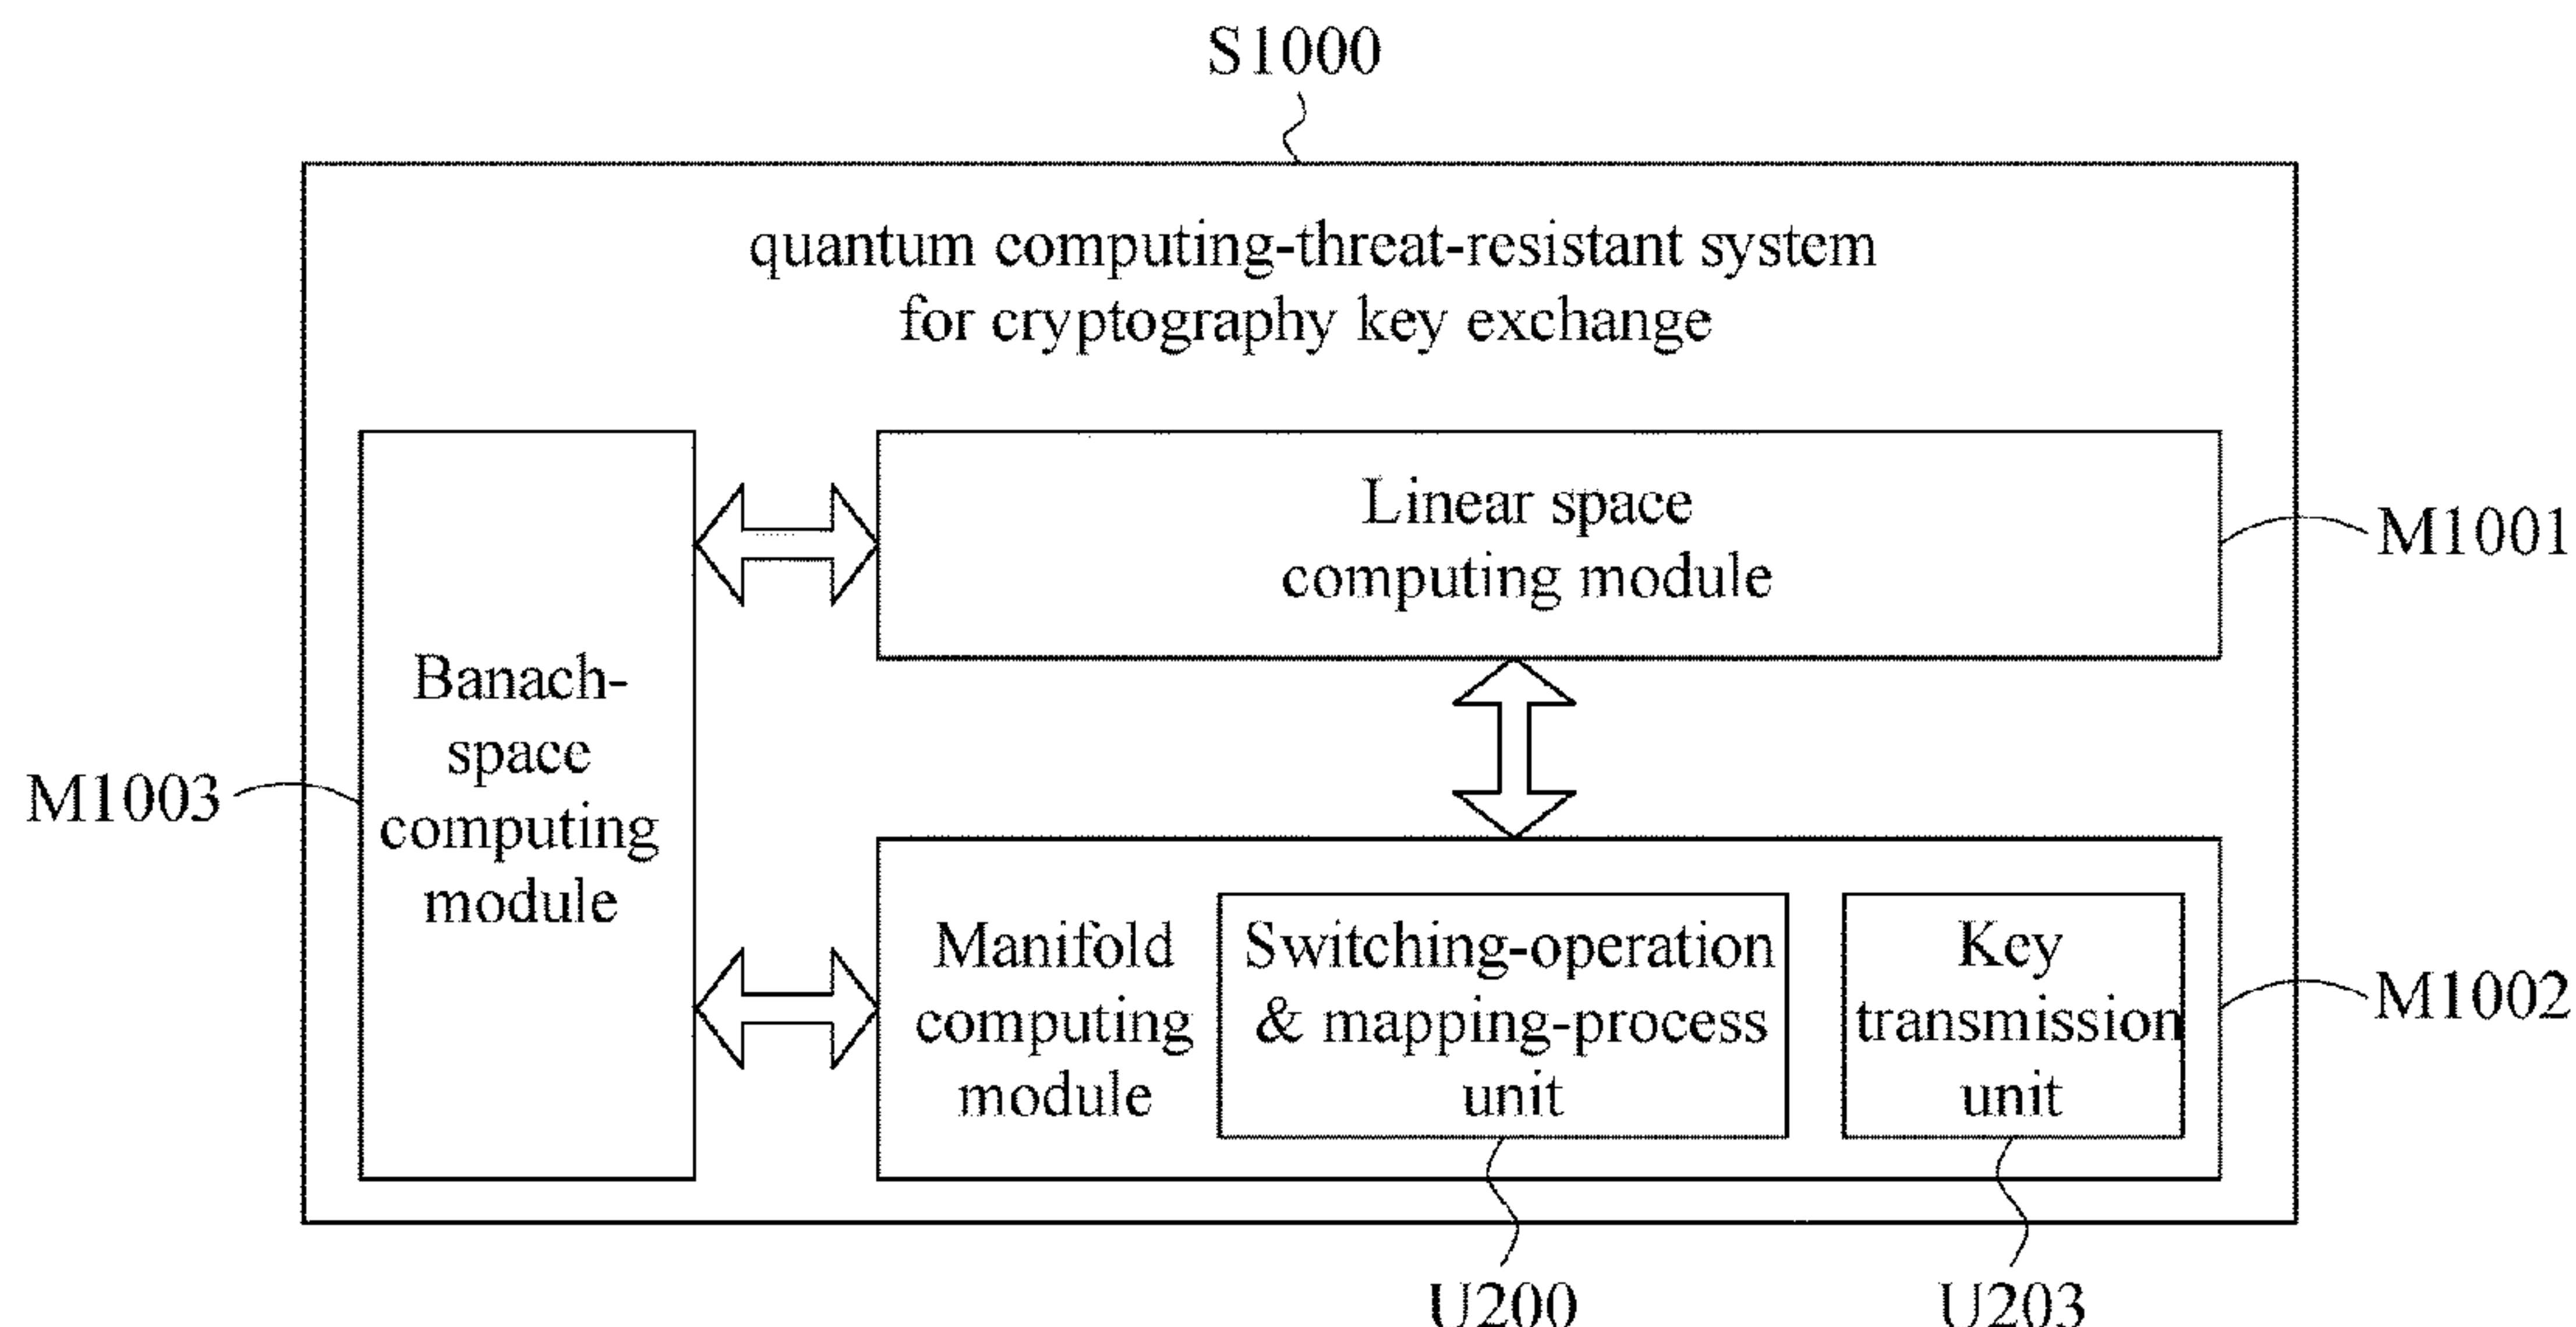 S1000
quantum computing-threat-resistant system
for cryptography key exchange
Linear space
computing module
M1001
Banach-
space
computing
module
M1003
Manifold
computing
module
Switching-operation
& mapping-process
unit
Key
transmission
unit
M1002
U200
U203